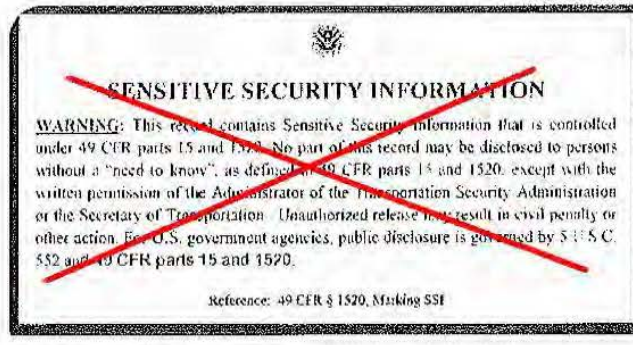 SENSITIVE SECURITY INFORMATION
WARNING: This record contains Sensitive Security Information that is controlled
under 49 CFR parts 15 and 1520. No part of this record may be disclosed to persons
without a "need to know", as defined in 49 CFR parts 15 and 1520, except with the
written permission of the Administrator of the Transportation Security Administration
or the Secretary of Transportation. Unauthorized release may result in civil penalty or
other action. For U.S. government agencies, public disclosure is governed by 5 U.S.C.
552 and 49 CFR parts 15 and 1520.
Reference: 49 CFR § 1520, Marking SSI